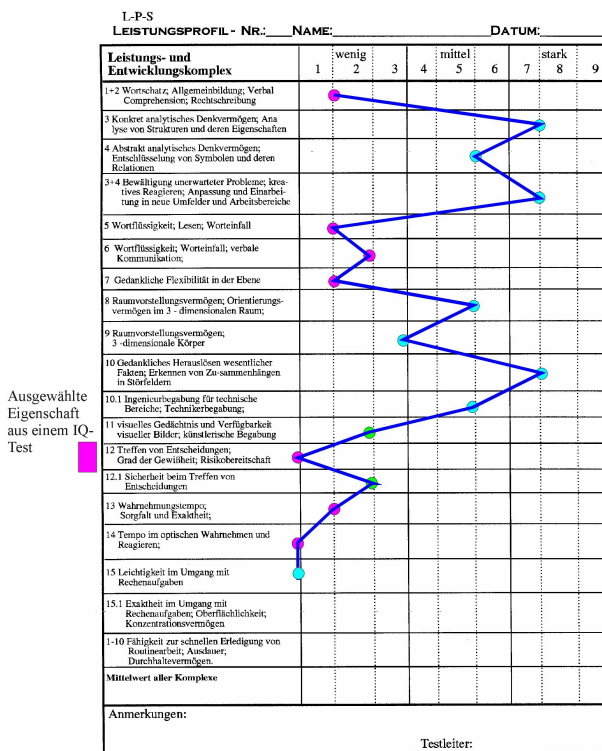 L-P-S
LEISTUNGSPROFIL - NR.:___NAME:___DATUM:___
Leistungs- und
Entwicklungskomplex
wenig mittel stark
1 2 3 4 5 6 7 8 9
1+2 Wortschatz; Allgemeinbildung; Verbal
Comprehension; Rechtschreibung
3 Konkret analytisches Denkvermögen; Ana
lyse von Strukturen und deren Eigenschaften
4 Abstrakt analytisches Denkvermögen;
Entschlüsselung von Symbolen und deren
Relationen
3+4 Bewältigung unerwarteter Probleme; krea-
tives Reagieren; Anpassung und Einarbei-
tung in neue Umfelder und Arbeitsbereiche
5 Wortflüssigkeit; Lesen; Worteinfall
6 Wortflüssigkeit; Worteinfall; verbale
Kommunikation;
7 Gedankliche Flexibilität in der Ebene
8 Raumvorstellungsvermögen; Orientierungs-
vermögen im 3 - dimensionalen Raum;
9 Raumvorstellungsvermögen;
3 -dimensionale Körper
10 Gedankliches Herauslösen wesentlicher
Fakten; Erkennen von Zu-sammenhängen
in Störfeldern
10.1 Ingenieurbegabung für technische
Bereiche; Technikerbegabung;
11 visuelles Gedächtnis und Verfügbarkeit
visueller Bilder; künstlerische Begabung
12 Treffen von Entscheidungen;
Grad der Gewißheit; Risikobereitschaft
12.1 Sicherheit beim Treffen von
Entscheidungen
13 Wahrnehmungstempo;
Sorgfalt und Exaktheit;
14 Tempo im optischen Wahrnehmen und
Reagieren;
15 Leichtigkeit im Umgang mit
Rechenaufgaben
15.1 Exaktheit im Umgang mit
Rechenaufgaben; Oberflächlichkeit;
Konzentrationsvermögen
1-10 Fähigkeit zur schnellen Erledigung von
Routinearbeit; Ausdauer;
Durchhaltevermögen.
Mittelwert aller Komplexe
Anmerkungen:
Testleiter:
Ausgewählte
Eigenschaft
aus einem IQ-
Test